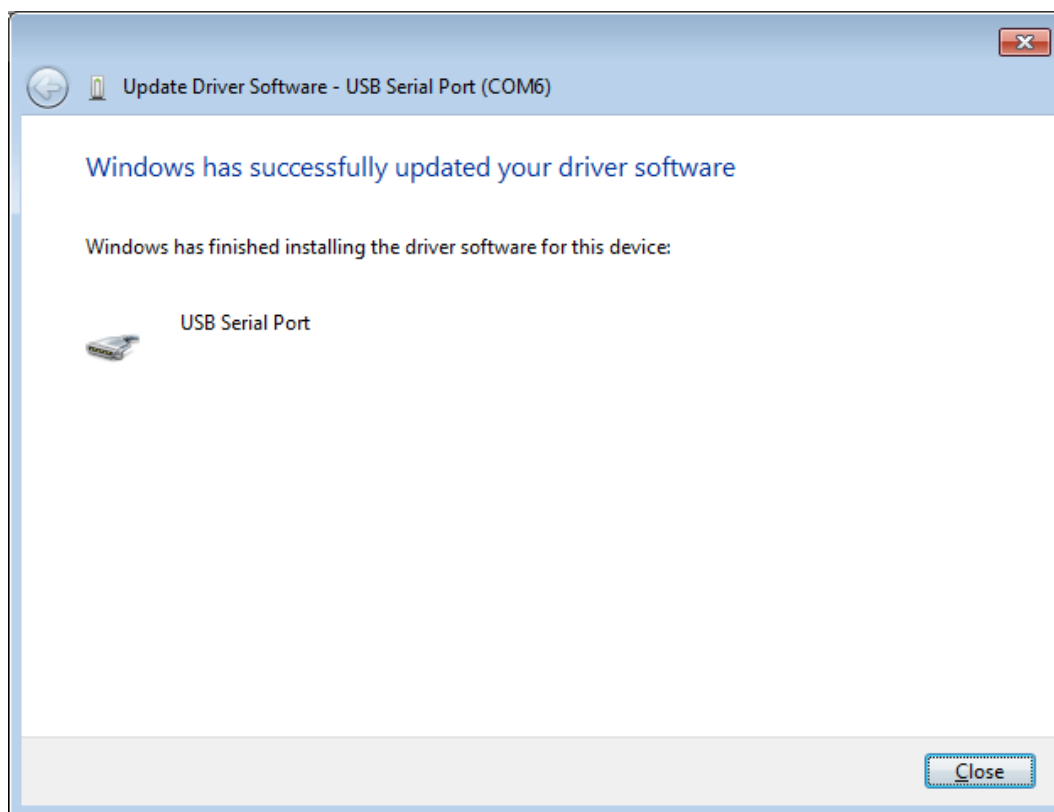 Update Driver Software - USB Serial Port (COM6)
Windows has successfully updated your driver software
Windows has finished installing the driver software for this device:
USB Serial Port
Close